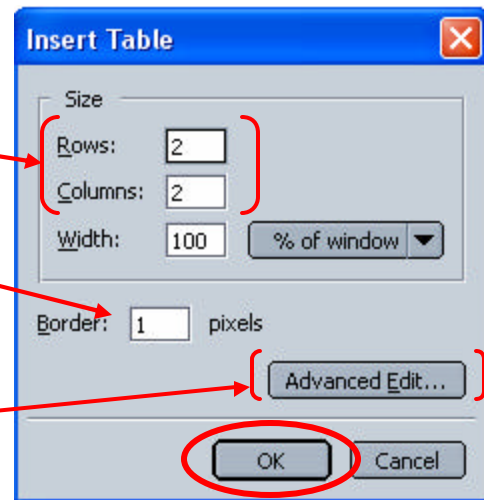 Insert Table
Size
Rows: 2
Columns: 2
Width: 100 % of window
Border: 1 pixels
Advanced Edit...
OK Cancel